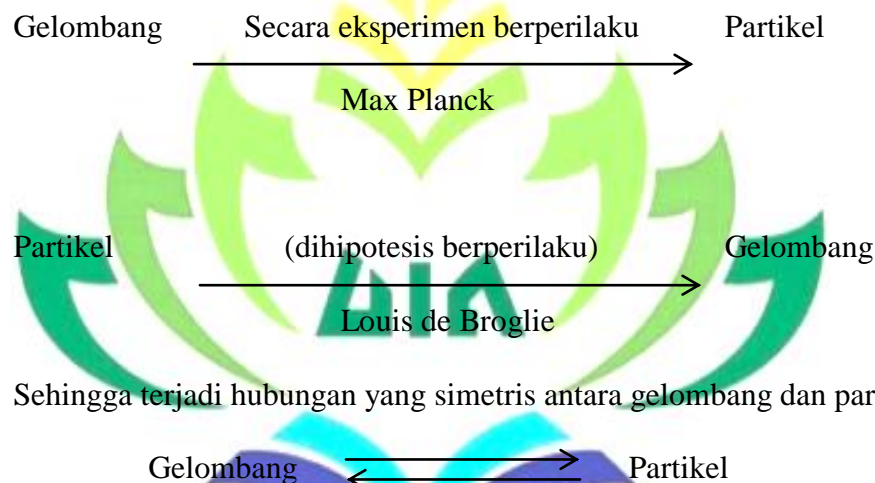 Gelombang Secara eksperimen berperilaku Partikel
Max Planck
Partikel (dihipotesis berperilaku) Gelombang
UIN
Louis de Broglie
Sehingga terjadi hubungan yang simetris antara gelombang dan par
Gelombang Partikel